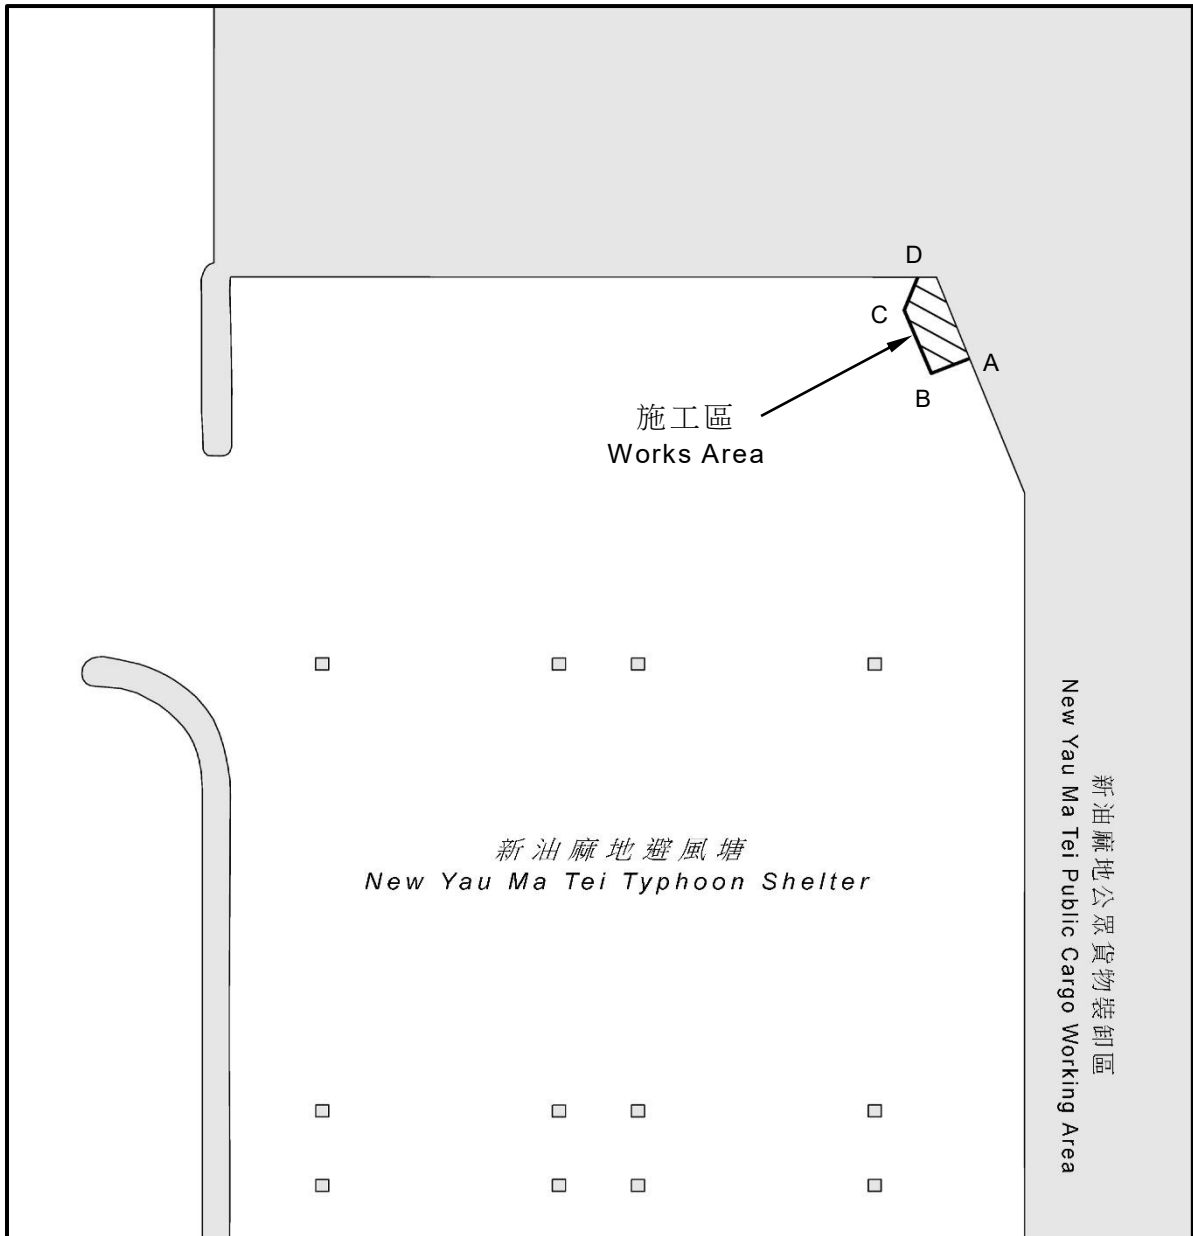 D
C
A
B
施工區
Works Area
新油麻地避風塘
New Yau Ma Tei Typhoon Shelter
新油麻地公眾貨物裝卸區
New Yau Ma Tei Public Cargo Working Area